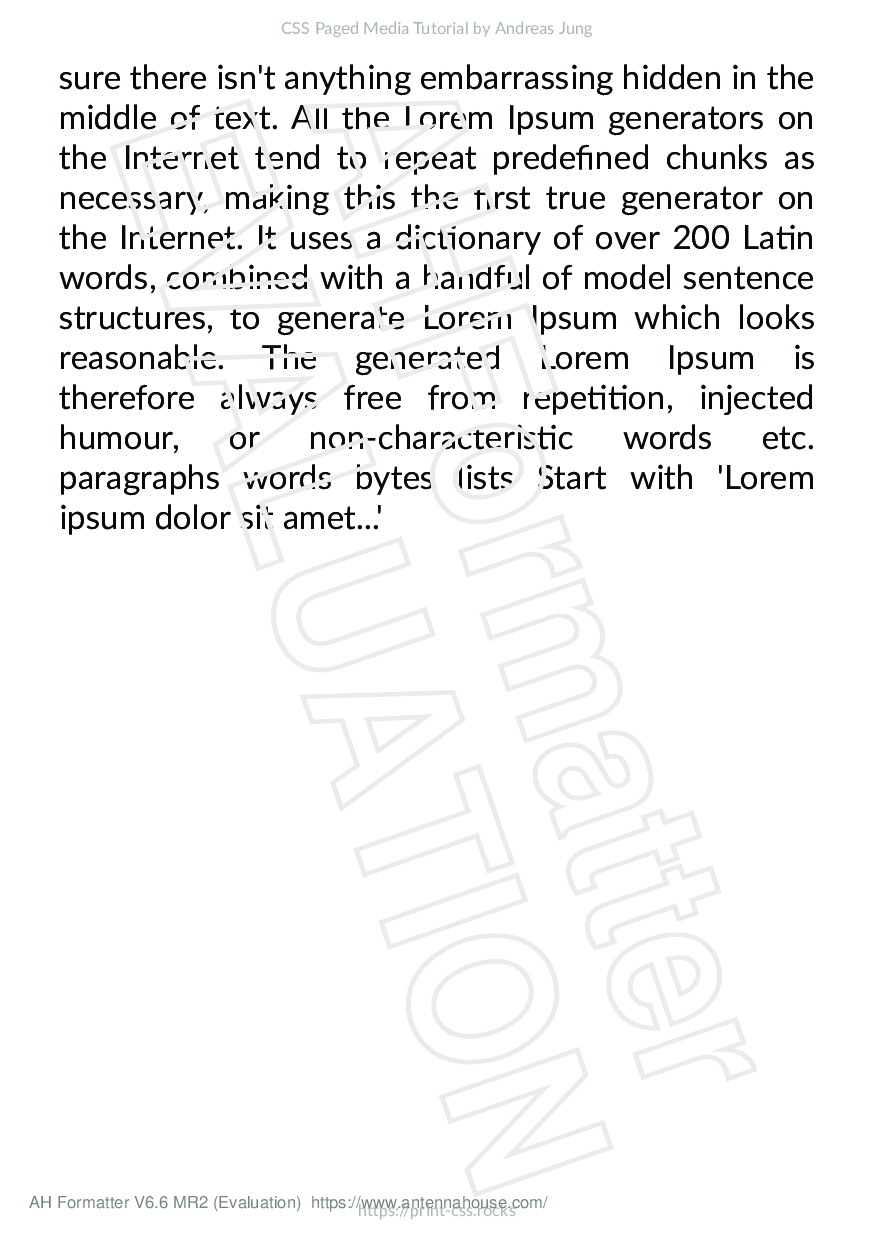 CSS Paged Media Tutorial by Andreas Jung
sure there isn't anything embarrassing hidden in the
middle of text. All the Lorem Ipsum generators on
the Internet tend to repeat predefined chunks as
necessary, making this the first true generator on
the Internet. It uses a dictionary of over 200 Latin
words, combined with a handful of model sentence
structures, to generate Lorem Ipsum which looks
reasonable. The generated Lorem Ipsum is
therefore always free from repetition, injected
humour, or non-characteristic words etc.
paragraphs words bytes lists Start with 'Lorem
ipsum dolor sit amet...'
AHFormatter
EVALUATION
AH Formatter V6.6 MR2 (Evaluation) https://www.antennahouse.com/
https://print-css.rocks